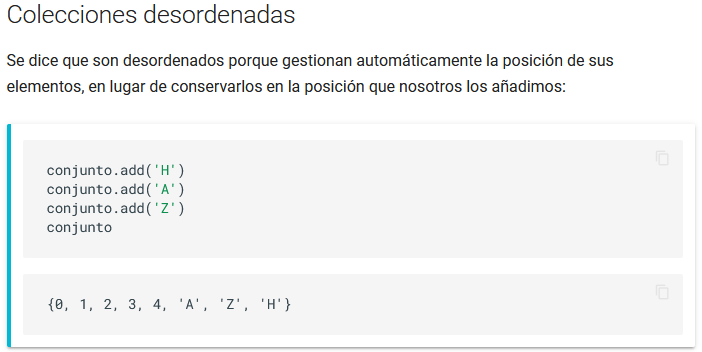 Colecciones desordenadas
Se dice que son desordenados porque gestionan automáticamente la posición de sus
elementos, en lugar de conservarlos en la posición que nosotros los añadimos:
conjunto.add('H')
conjunto.add('A')
conjunto.add('Z')
conjunto
{0, 1, 2, 3, 4, 'A', 'Z', 'H'}